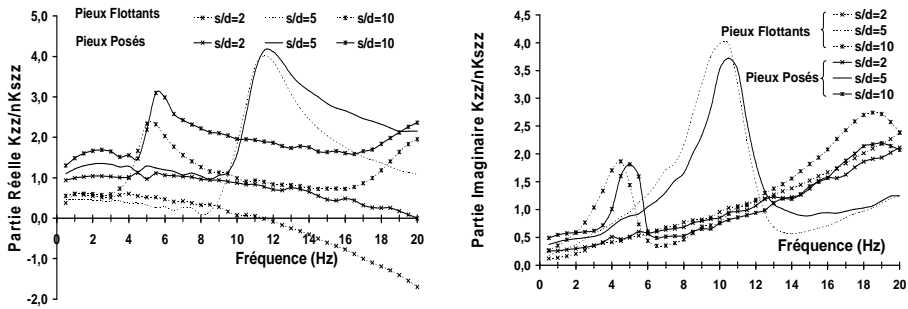 Pieux Flottants
s/d=2
s/d=5
s/d=10
Pieux Posés
s/d=2
s/d=5
s/d=10
Partie Réelle Kzz/nKszz
5,0
4,0
3,0
2,0
1,0
0,0
-1,0
-2,0
0
2
4
6
8
10
12
14
16
18
20
Fréquence (Hz)
Partie Imaginaire Kzz/nKszz
4,5
4,0
3,5
3,0
2,5
2,0
1,5
1,0
0,5
0,0
Pieux Flottants
s/d=2
s/d=5
s/d=10
Pieux Posés
s/d=2
s/d=5
s/d=10
Fréquence (Hz)
0
2
4
6
8
10
12
14
16
18
20